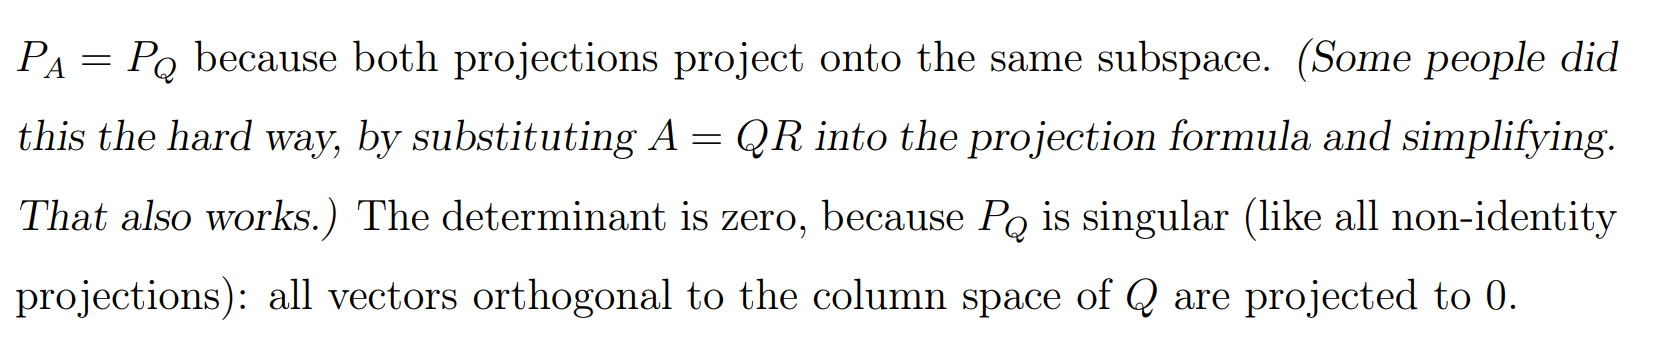 P_A = P_Q because both projections project onto the same subspace. (Some people did
this the hard way, by substituting A = QR into the projection formula and simplifying.
That also works.) The determinant is zero, because P_Q is singular (like all non-identity
projections): all vectors orthogonal to the column space of Q are projected to 0.